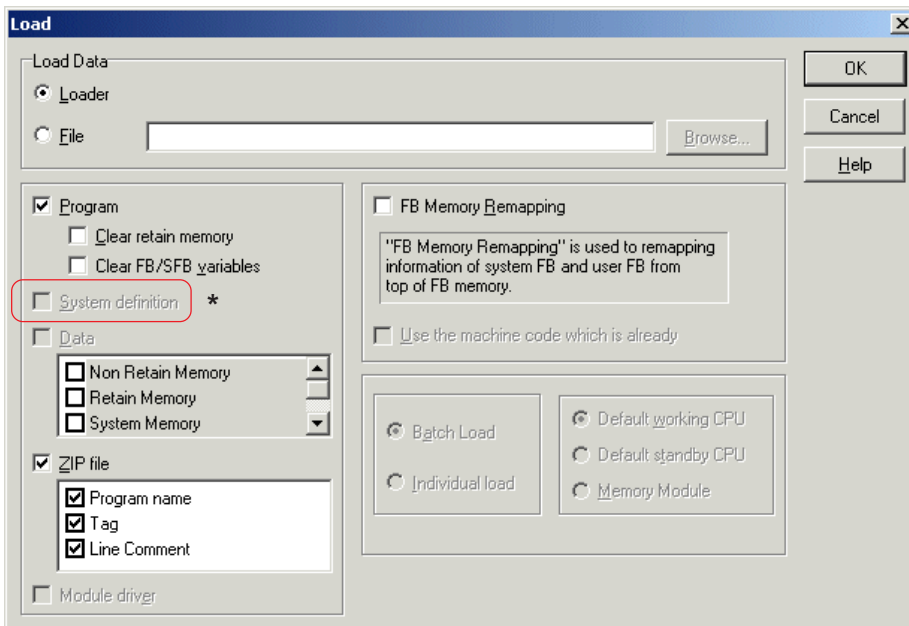 Load
Load Data
Loader
File
Browse...
OK
Cancel
Help
Program
Clear retain memory
Clear FB/SFB variables
System definition *
Data
Non Retain Memory
Retain Memory
System Memory
ZIP file
Program name
Tag
Line Comment
Module driver
FB Memory Remapping
"FB Memory Remapping" is used to remapping
information of system FB and user FB from
top of FB memory.
Use the machine code which is already
Batch Load
Individual load
Default working CPU
Default standby CPU
Memory Module